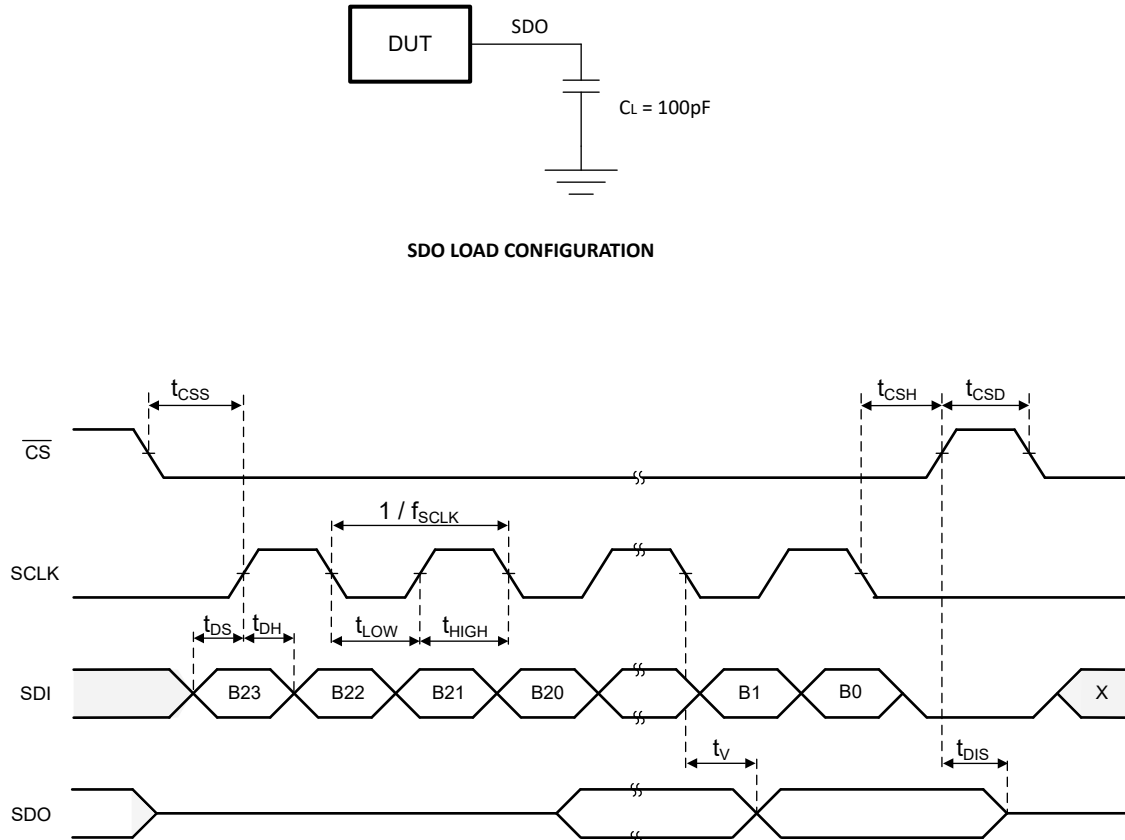 DUT
SDO
CL = 100pF
SDO LOAD CONFIGURATION
tCSS
tCSH
tCSD
CS
1 / fSCLK
SCLK
tDS
tDH
tLOW
tHIGH
SDI
B23
B22
B21
B20
B1
B0
X
tV
tDIS
SDO